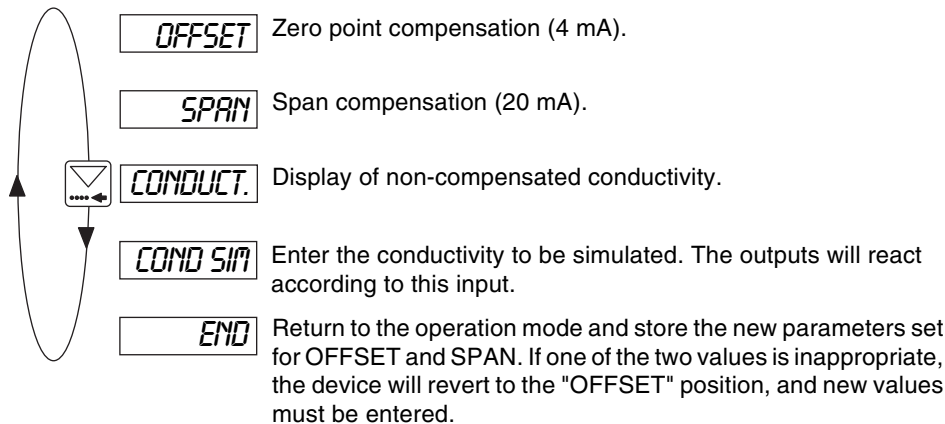 OFFSET Zero point compensation (4 mA).
SPAN Span compensation (20 mA).
CONDUCT. Display of non-compensated conductivity.
COND SIM Enter the conductivity to be simulated. The outputs will react
according to this input.
END Return to the operation mode and store the new parameters set
for OFFSET and SPAN. If one of the two values is inappropriate,
the device will revert to the "OFFSET" position, and new values
must be entered.